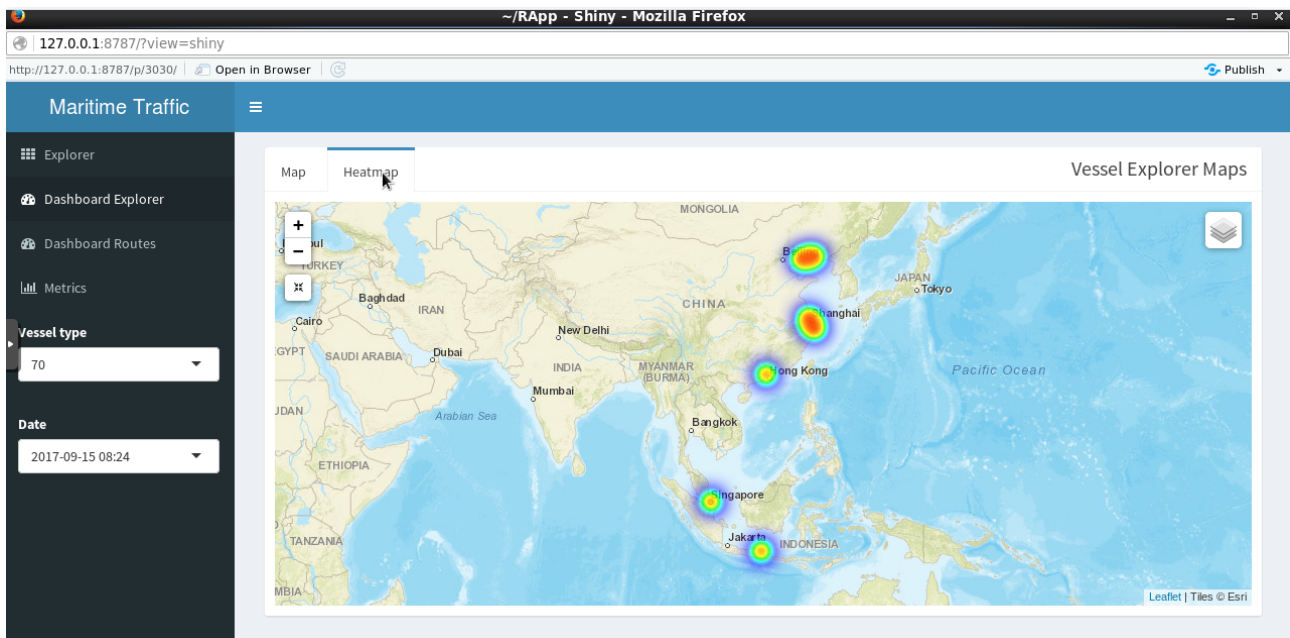 ~/RApp - Shiny - Mozilla Firefox
127.0.0.1:8787/?view=shiny
http://127.0.0.1:8787/p/3030/ Open in Browser Publish
Maritime Traffic
Explorer
Dashboard Explorer
Dashboard Routes
Metrics
Vessel type
70
Date
2017-09-15 08:24
Map Heatmap Vessel Explorer Maps
+
−
MONGOLIA
TURKEY
JAPAN
Tokyo
Baghdad
IRAN
CHINA
Shanghai
Cairo
New Delhi
SAUDI ARABIA
Dubai
INDIA
MYANMAR
(BURMA)
Hong Kong
Pacific Ocean
Mumbai
Arabian Sea
Bangkok
ETHIOPIA
Singapore
TANZANIA
Jakarta
INDONESIA
Leaflet | Tiles © Esri